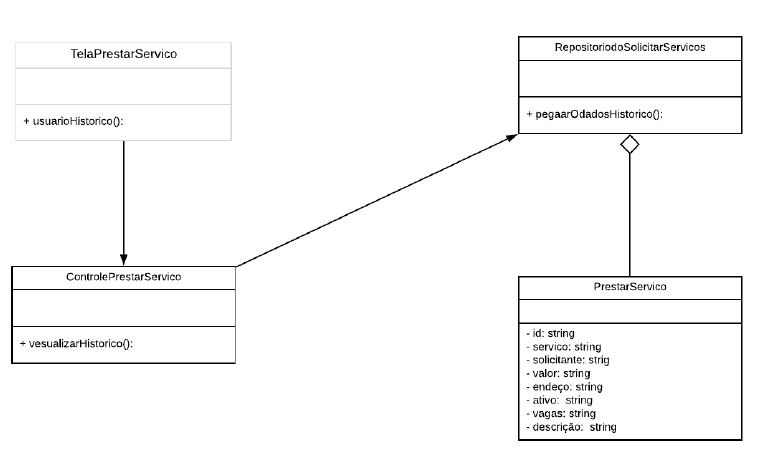 TelaPrestarServico
+ usuarioHistorico():
RepositoriodoSolicitarServicos
+ pegaarOdadosHistorico():
ControlePrestarServico
+ vesualizarHistorico():
PrestarServico
- id: string
- servico: string
- solicitante: strig
- valor: string
- endeço: string
- ativo:  string
- vagas: string
- descrição:  string